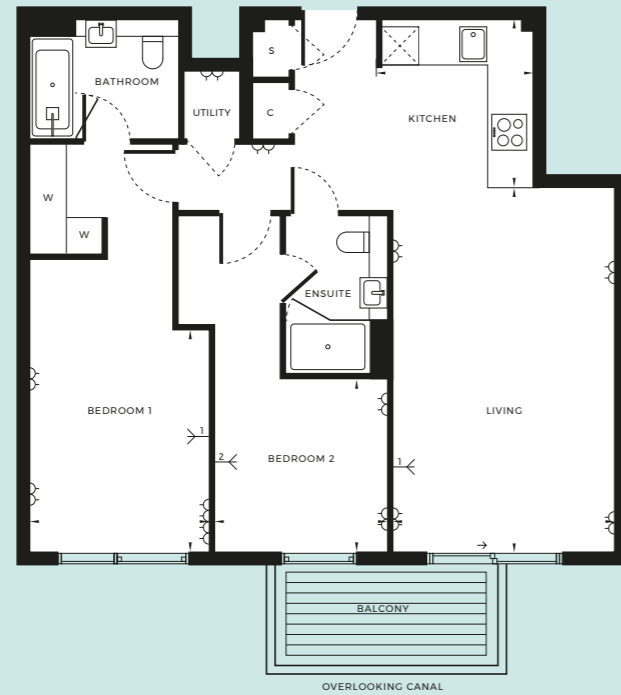 S
BATHROOM
UTILITY
C
KITCHEN
W
W
ENSUITE
BEDROOM 1
1
2
BEDROOM 2
1
LIVING
BALCONY
OVERLOOKING CANAL